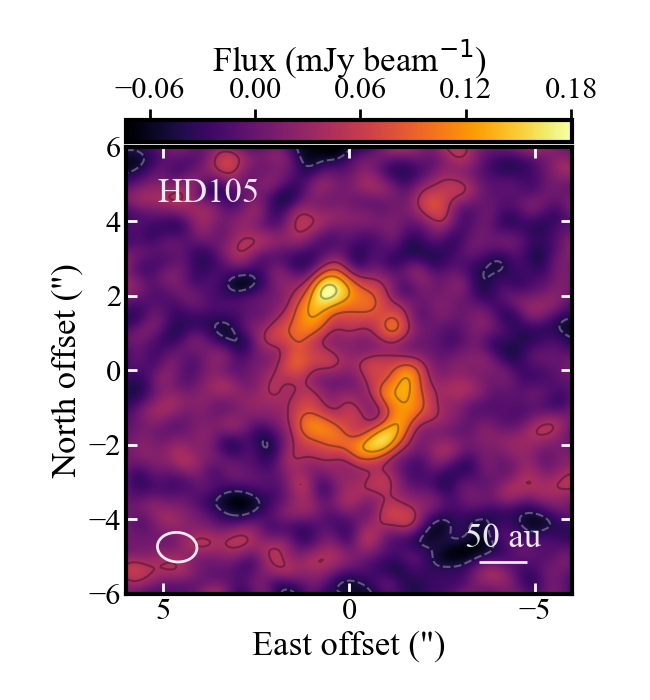 Flux (mJy beam⁻¹)
−0.06 0.00 0.06 0.12 0.18
HD105
6
4
2
0
−2
−4
−6
North offset (")
50 au
5 0 −5
East offset (")